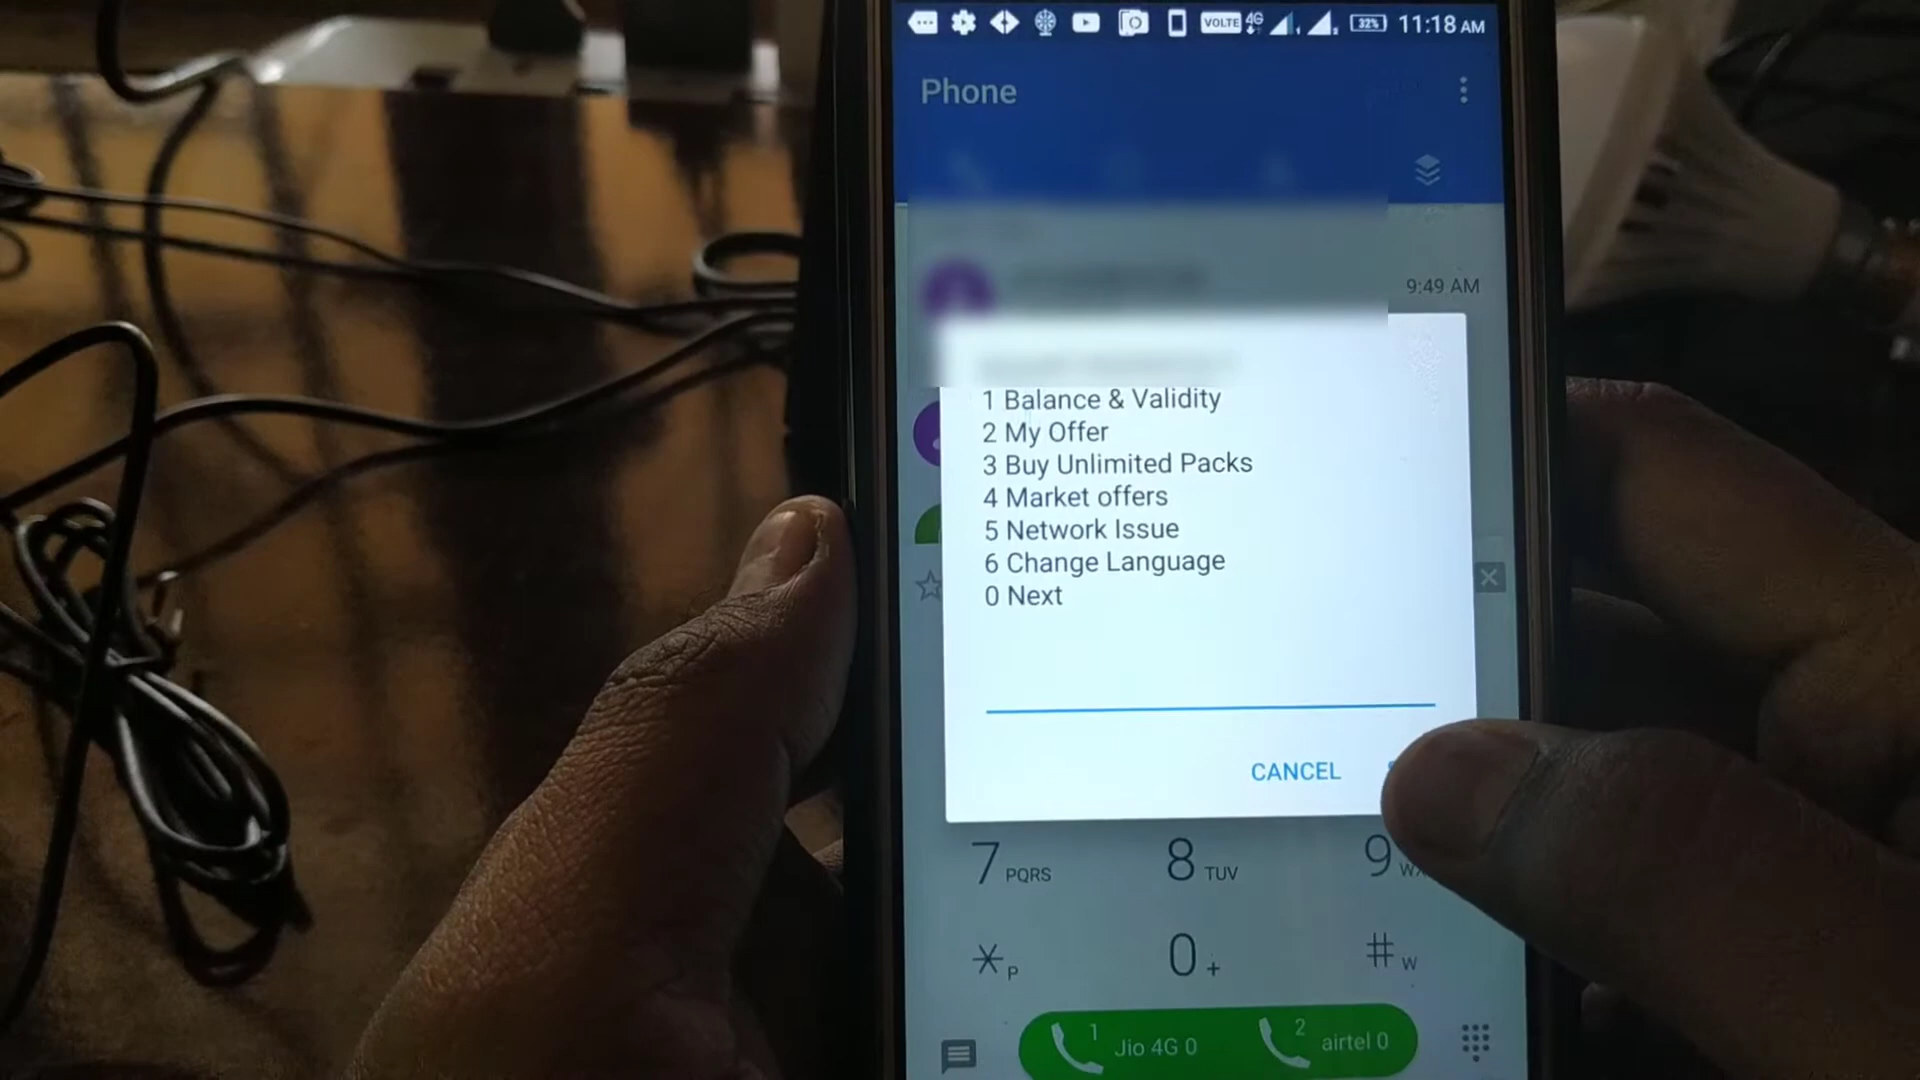 VOLTE 4G 32% 11:18 AM
Phone
9:49 AM
1 Balance & Validity
2 My Offer
3 Buy Unlimited Packs
4 Market offers
5 Network Issue
6 Change Language
0 Next
CANCEL
7 PQRS 8 TUV 9
* P 0 + # W
1 Jio 4G 0 2 airtel 0